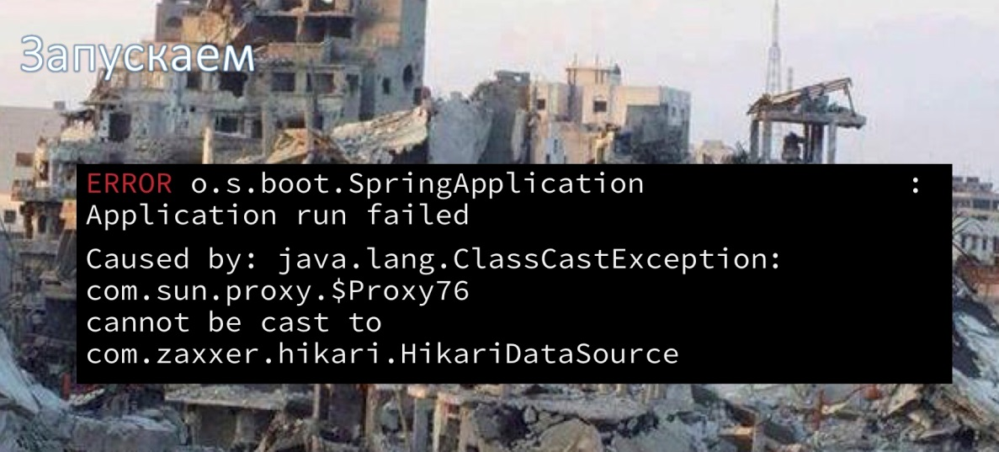 Запускаем
ERROR o.s.boot.SpringApplication :
Application run failed
Caused by: java.lang.ClassCastException:
com.sun.proxy.$Proxy76
cannot be cast to
com.zaxxer.hikari.HikariDataSource